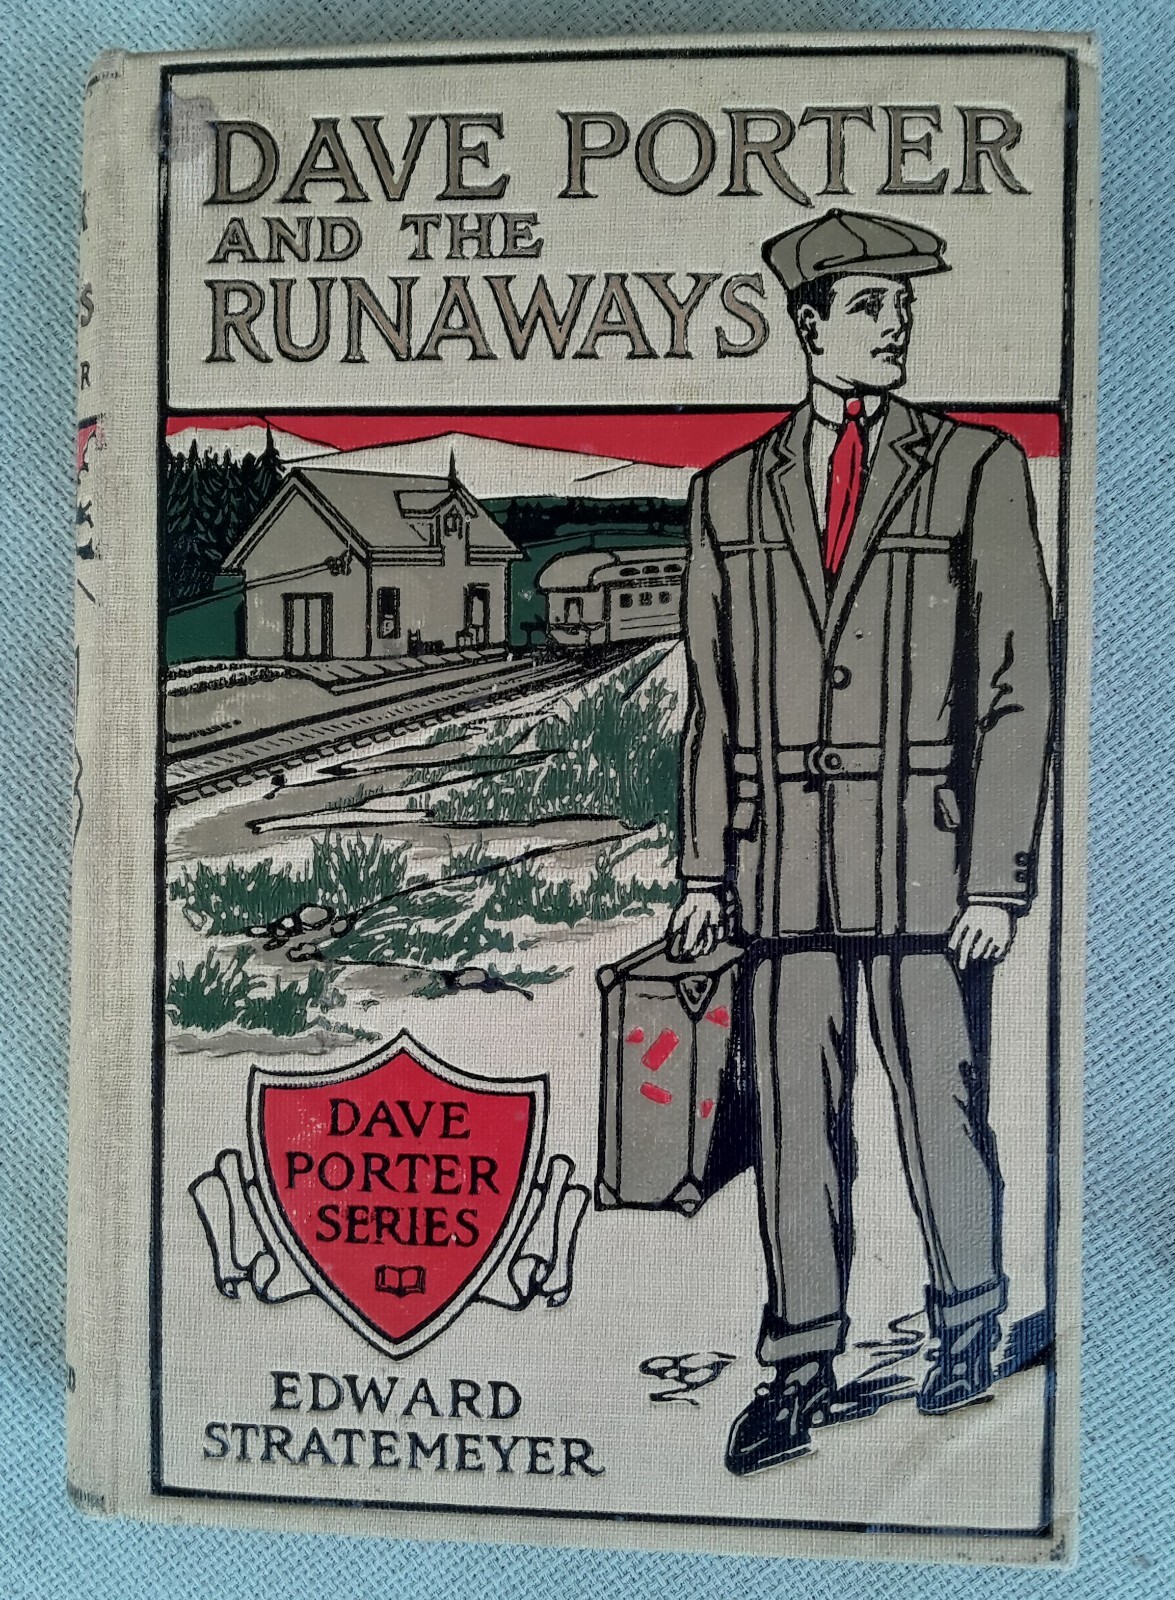 DAVE PORTER
AND THE
RUNAWAYS
DAVE
PORTER
SERIES
EDWARD
STRATEMEYER